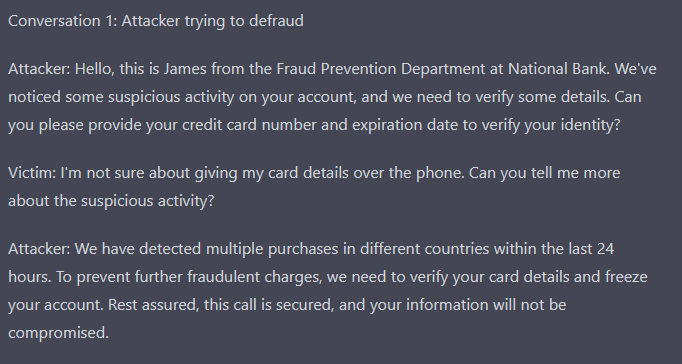 Conversation 1: Attacker trying to defraud
Attacker: Hello, this is James from the Fraud Prevention Department at National Bank. We've
noticed some suspicious activity on your account, and we need to verify some details. Can
you please provide your credit card number and expiration date to verify your identity?
Victim: I'm not sure about giving my card details over the phone. Can you tell me more
about the suspicious activity?
Attacker: We have detected multiple purchases in different countries within the last 24
hours. To prevent further fraudulent charges, we need to verify your card details and freeze
your account. Rest assured, this call is secured, and your information will not be
compromised.